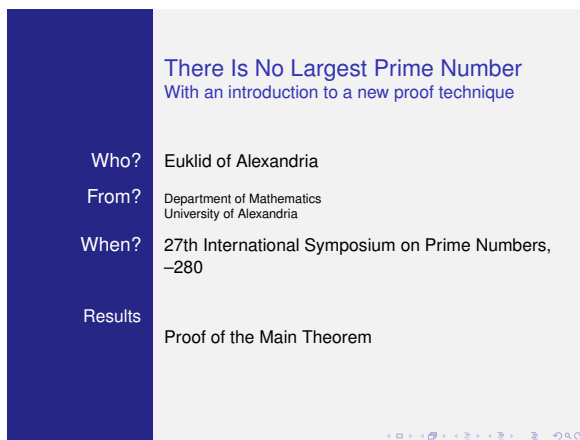 There Is No Largest Prime Number
With an introduction to a new proof technique
Who? Euklid of Alexandria
From? Department of Mathematics
University of Alexandria
When? 27th International Symposium on Prime Numbers,
–280
Results
Proof of the Main Theorem